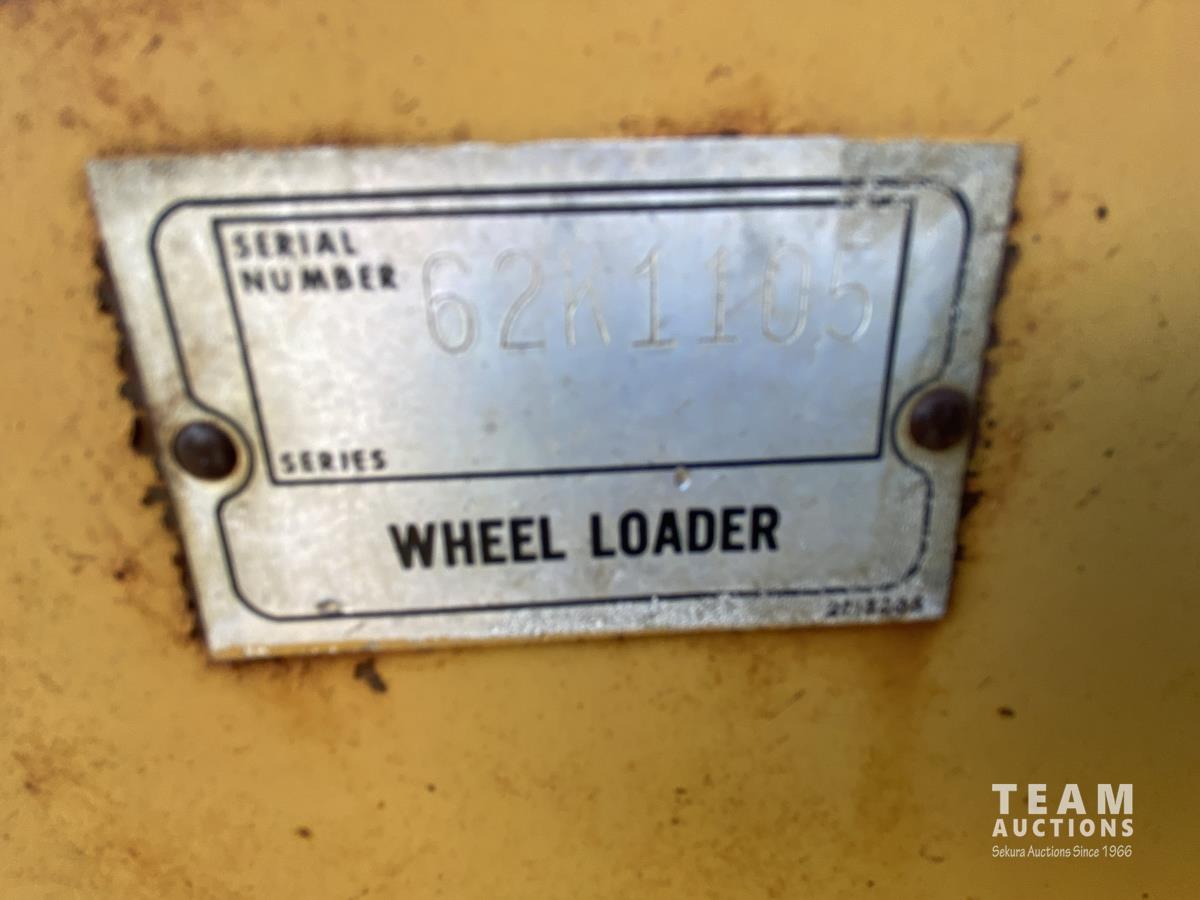 SERIAL
NUMBER 62K1105
SERIES
WHEEL LOADER
TEAM
AUCTIONS
Sekura Auctions Since 1966